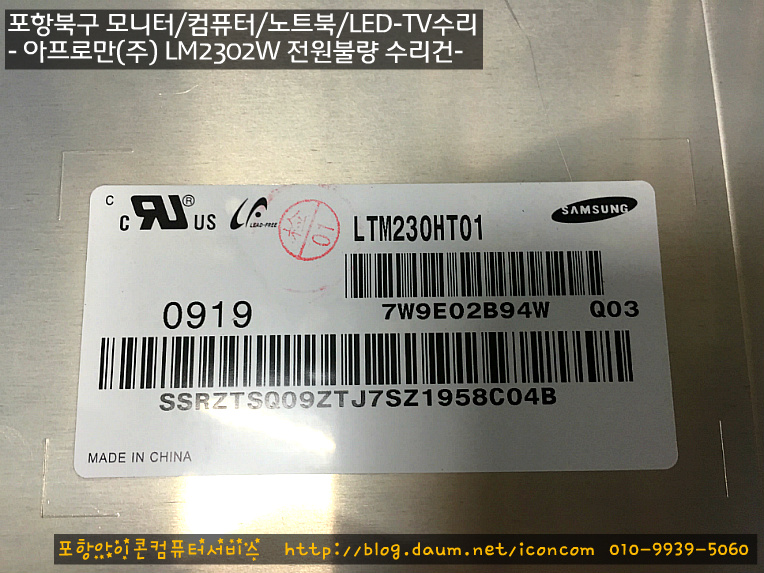 포항북구 모니터/컴퓨터/노트북/LED-TV수리
- 아프로만(주) LM2302W 전원불량 수리건-
C
c RU® US
LEAD-FREE
01
LTM230HT01
SAMSUNG
7W9E02B94W Q03
0919
SSRZTSQ09ZTJ7SZ1958C04B
MADE IN CHINA
포항아이콘컴퓨터서비스 http://blog.daum.net/iconcom 010-9939-5060